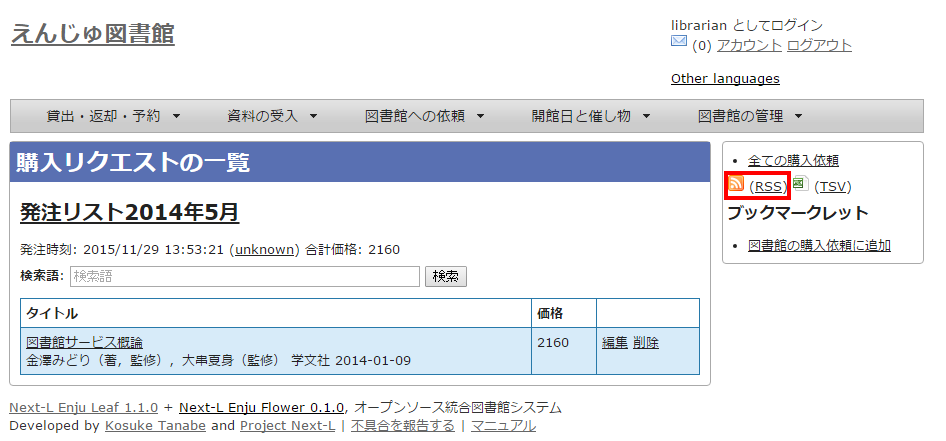 えんじゅ図書館
librarian としてログイン
(0) アカウント ログアウト
Other languages
貸出・返却・予約 資料の受入 図書館への依頼 開館日と催し物 図書館の管理
購入リクエストの一覧
発注リスト2014年5月
発注時刻: 2015/11/29 13:53:21 (unknown) 合計価格: 2160
検索語: 検索語 検索
タイトル 価格
図書館サービス概論 2160 編集 削除
金澤みどり（著，監修），大串夏身（監修） 学文社 2014-01-09
全ての購入依頼
(RSS) (TSV)
ブックマークレット
図書館の購入依頼に追加
Next-L Enju Leaf 1.1.0 + Next-L Enju Flower 0.1.0, オープンソース統合図書館システム
Developed by Kosuke Tanabe and Project Next-L | 不具合を報告する | マニュアル